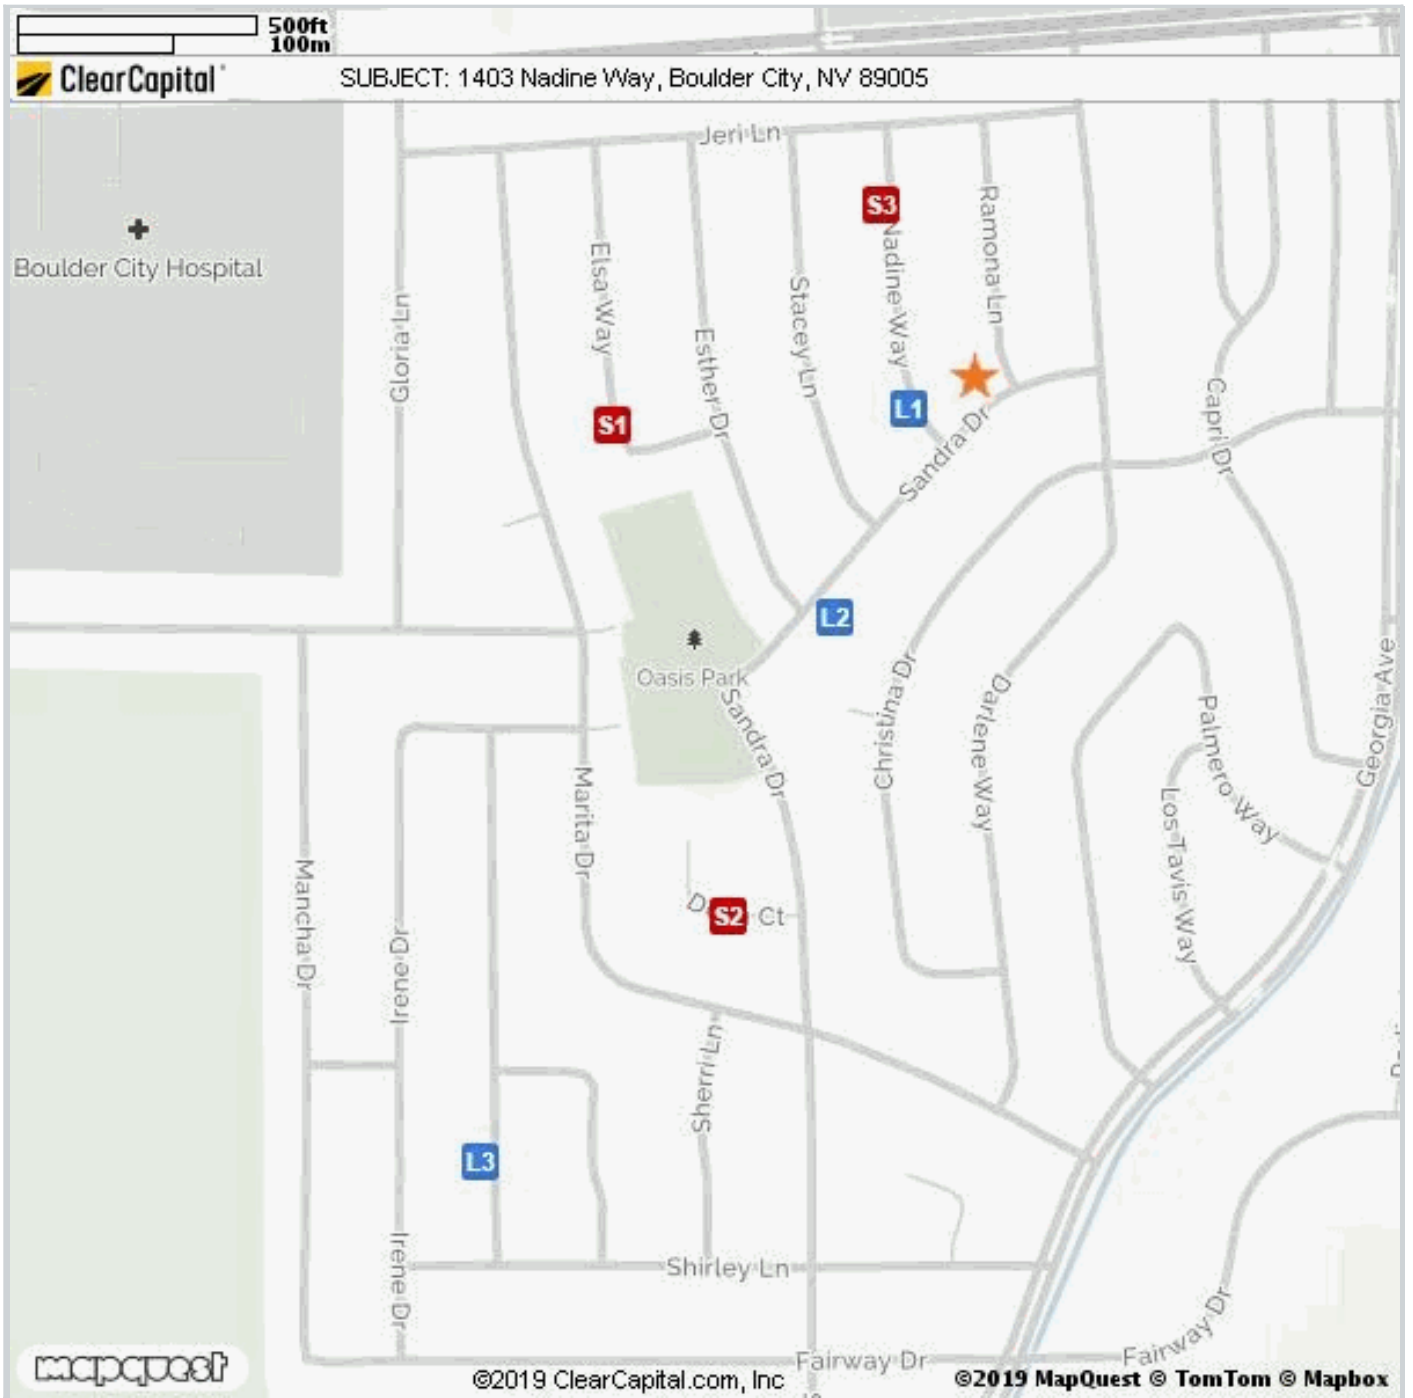 500ft
100m
ClearCapital
SUBJECT: 1403 Nadine Way, Boulder City, NV 89005
Jeri Ln
S3
Ramona Ln
Boulder City Hospital
Elsa Way
Nadine Way
Gloria Ln
Stacey Ln
Esther Dr
L1
Capri Dr
S1
Sandra Dr
L2
Oasis Park
Georgia Ave
Christina Dr
Darlene Way
Sandra Dr
Palmero Way
Marita Dr
Los Tavis Way
Mancha Dr
S2
Ct
Irene Dr
Sherri Ln
L3
Irene Dr
Shirley Ln
Fairway Dr
Fairway Dr
mapquest
©2019 ClearCapital.com, Inc
©2019 MapQuest © TomTom © Mapbox